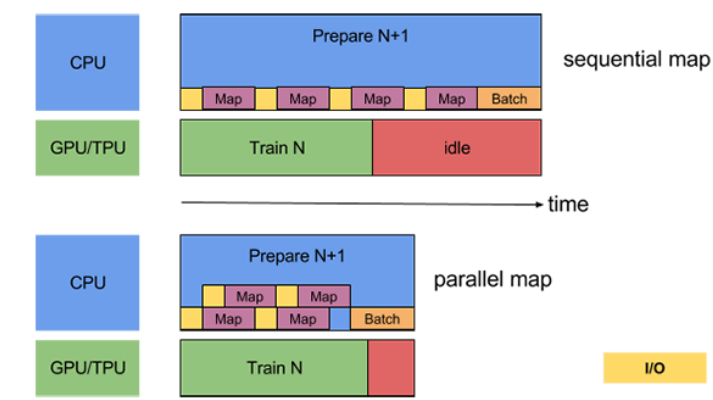 CPU
Prepare N+1
sequential map
Map
Map
Map
Map
Batch
GPU/TPU
Train N
idle
time
CPU
Prepare N+1
parallel map
Map
Map
Map
Map
Batch
GPU/TPU
Train N
I/O